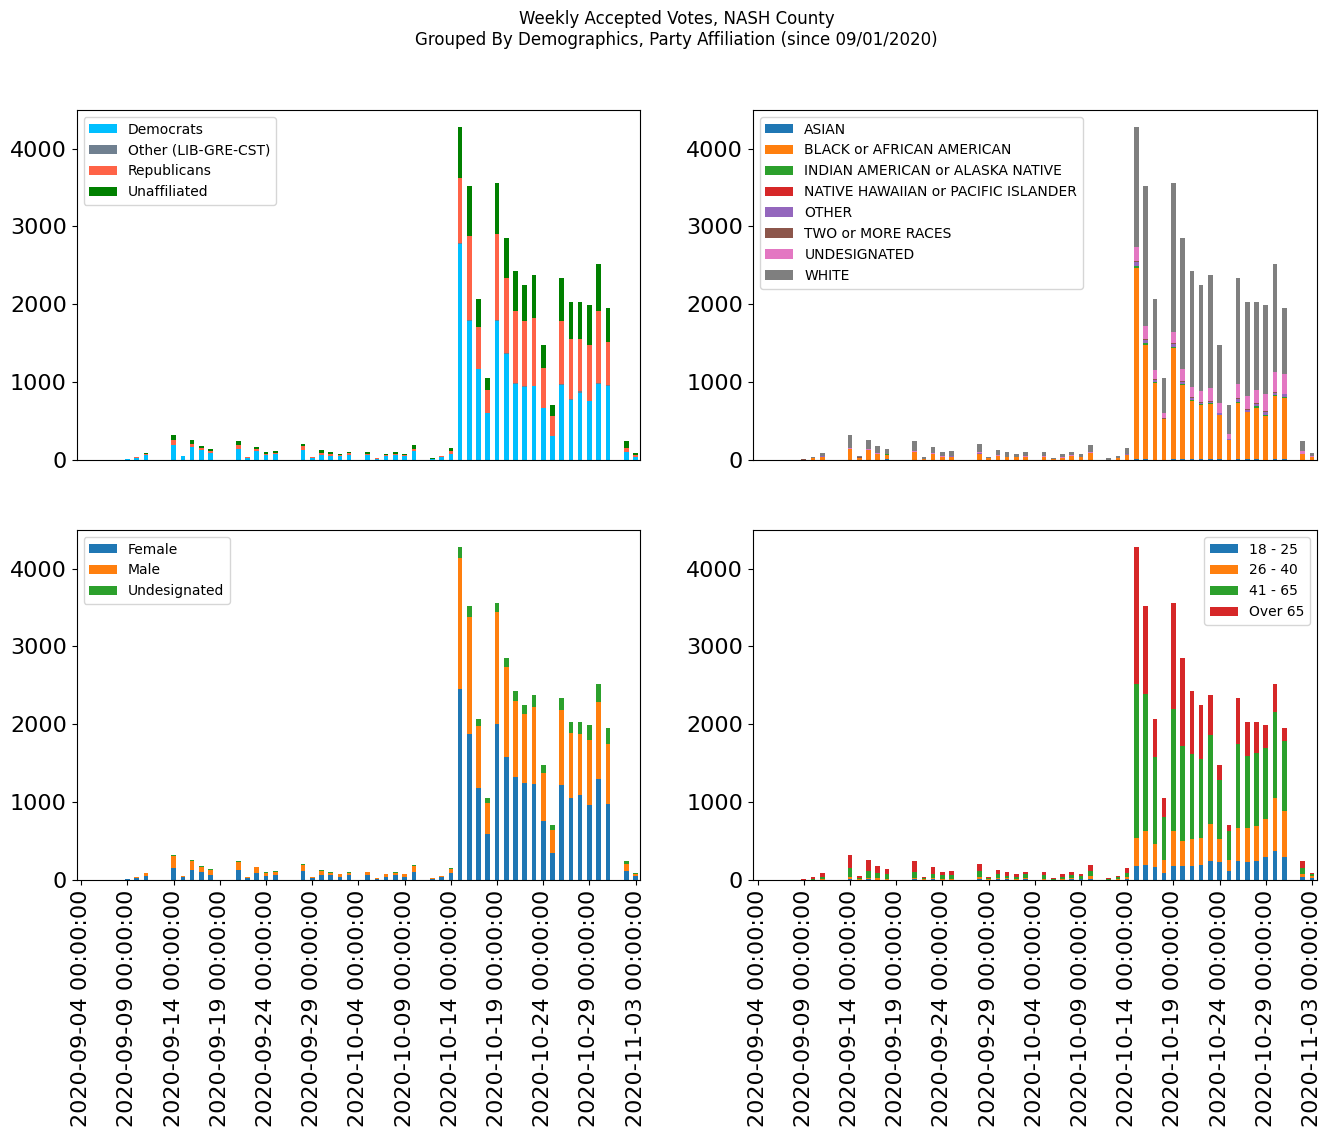 Weekly Accepted Votes, NASH County
Grouped By Demographics, Party Affiliation (since 09/01/2020)
Democrats
Other (LIB-GRE-CST)
Republicans
Unaffiliated
4000
3000
2000
1000
0
ASIAN
BLACK or AFRICAN AMERICAN
INDIAN AMERICAN or ALASKA NATIVE
NATIVE HAWAIIAN or PACIFIC ISLANDER
OTHER
TWO or MORE RACES
UNDESIGNATED
WHITE
4000
3000
2000
1000
0
Female
Male
Undesignated
4000
3000
2000
1000
0
2020-09-04 00:00:00
2020-09-09 00:00:00
2020-09-14 00:00:00
2020-09-19 00:00:00
2020-09-24 00:00:00
2020-09-29 00:00:00
2020-10-04 00:00:00
2020-10-09 00:00:00
2020-10-14 00:00:00
2020-10-19 00:00:00
2020-10-24 00:00:00
2020-10-29 00:00:00
2020-11-03 00:00:00
18 - 25
26 - 40
41 - 65
Over 65
4000
3000
2000
1000
0
2020-09-04 00:00:00
2020-09-09 00:00:00
2020-09-14 00:00:00
2020-09-19 00:00:00
2020-09-24 00:00:00
2020-09-29 00:00:00
2020-10-04 00:00:00
2020-10-09 00:00:00
2020-10-14 00:00:00
2020-10-19 00:00:00
2020-10-24 00:00:00
2020-10-29 00:00:00
2020-11-03 00:00:00